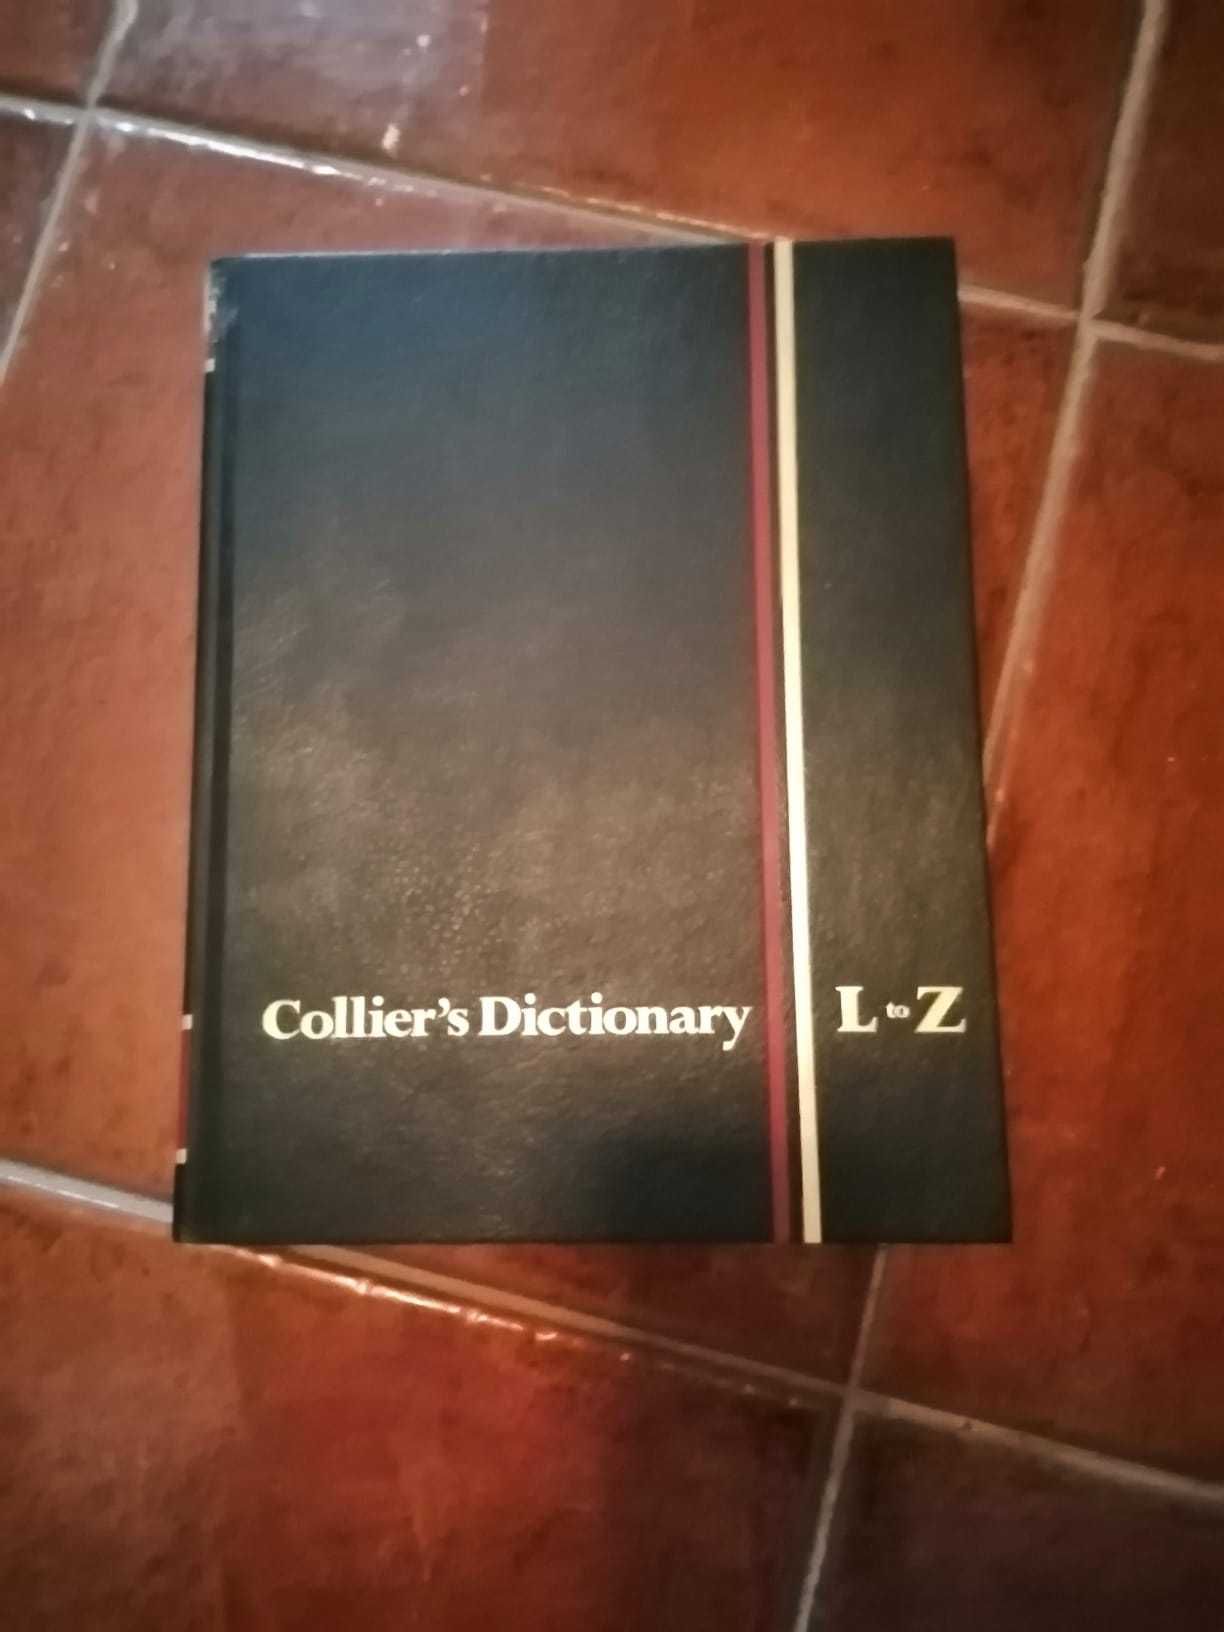 Collier's Dictionary
L to Z